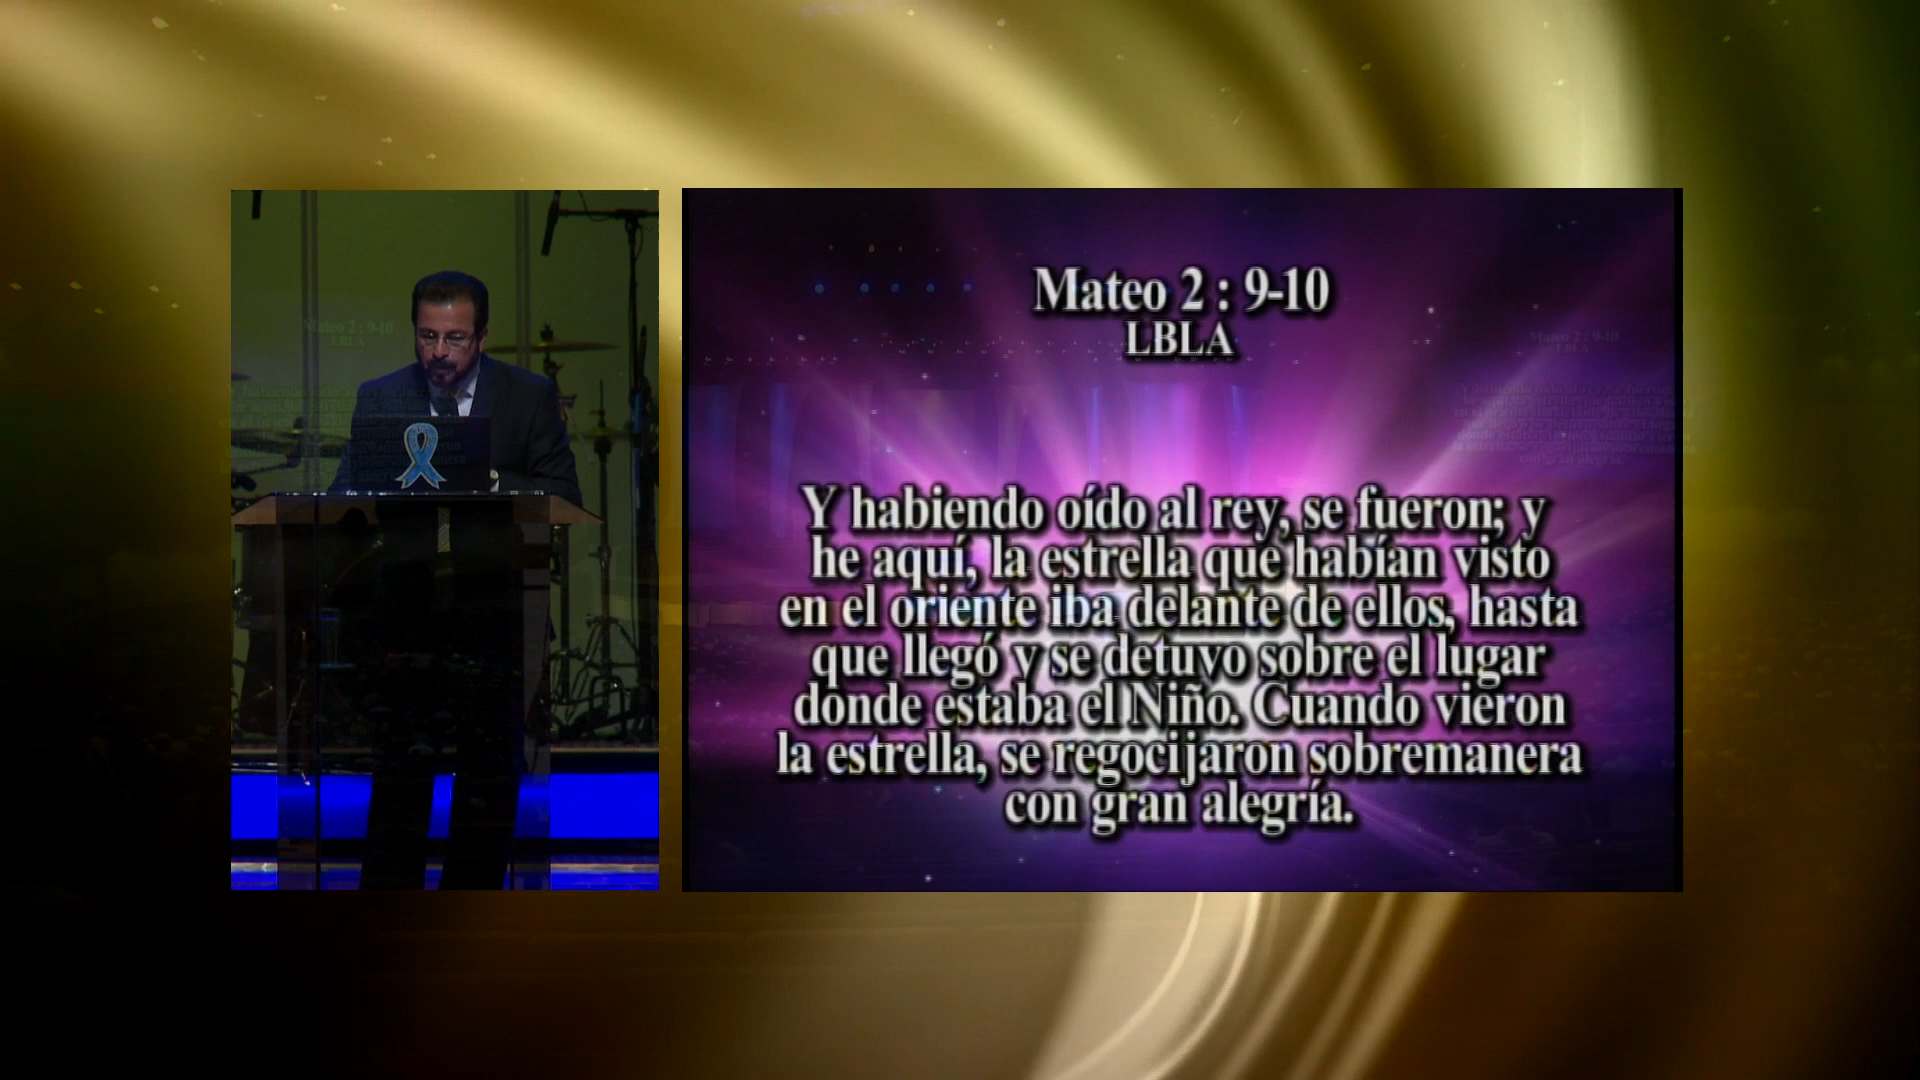 Mateo 2 : 9-10
LBLA
Y habiendo oído al rey, se fueron; y
he aquí, la estrella que habían visto
en el oriente iba delante de ellos, hasta
que llegó y se detuvo sobre el lugar
donde estaba el Niño. Cuando vieron
la estrella, se regocijaron sobremanera
con gran alegría.